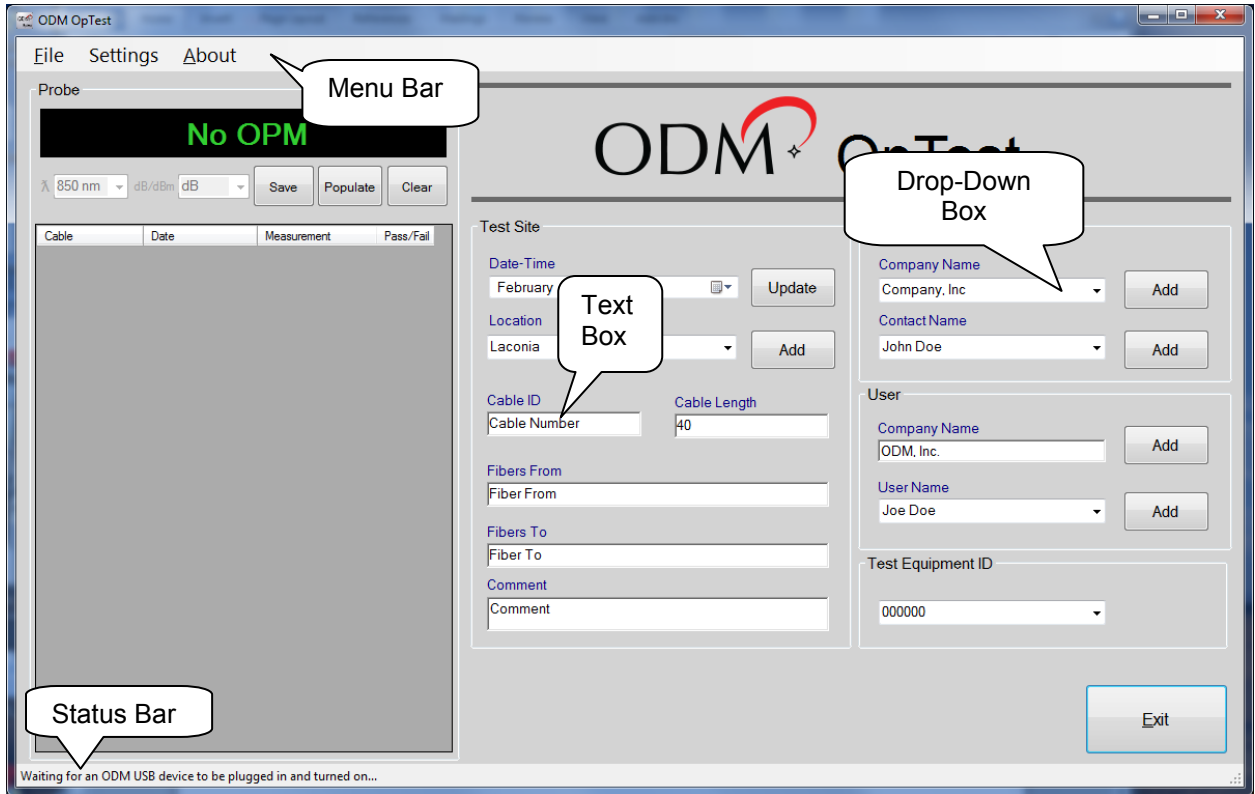 ODM OpTest
File Settings About
Menu Bar
Probe
No OPM
λ 850 nm dB/dBm dB Save Populate Clear
Cable Date Measurement Pass/Fail
ODM
Drop-Down
Box
Test Site
Date-Time
February
Update
Text
Box
Location
Laconia
Add
Cable ID
Cable Number
Cable Length
40
Fibers From
Fiber From
Fibers To
Fiber To
Comment
Comment
Company Name
Company, Inc
Add
Contact Name
John Doe
Add
User
Company Name
ODM, Inc.
Add
User Name
Joe Doe
Add
Test Equipment ID
000000
Exit
Status Bar
Waiting for an ODM USB device to be plugged in and turned on...